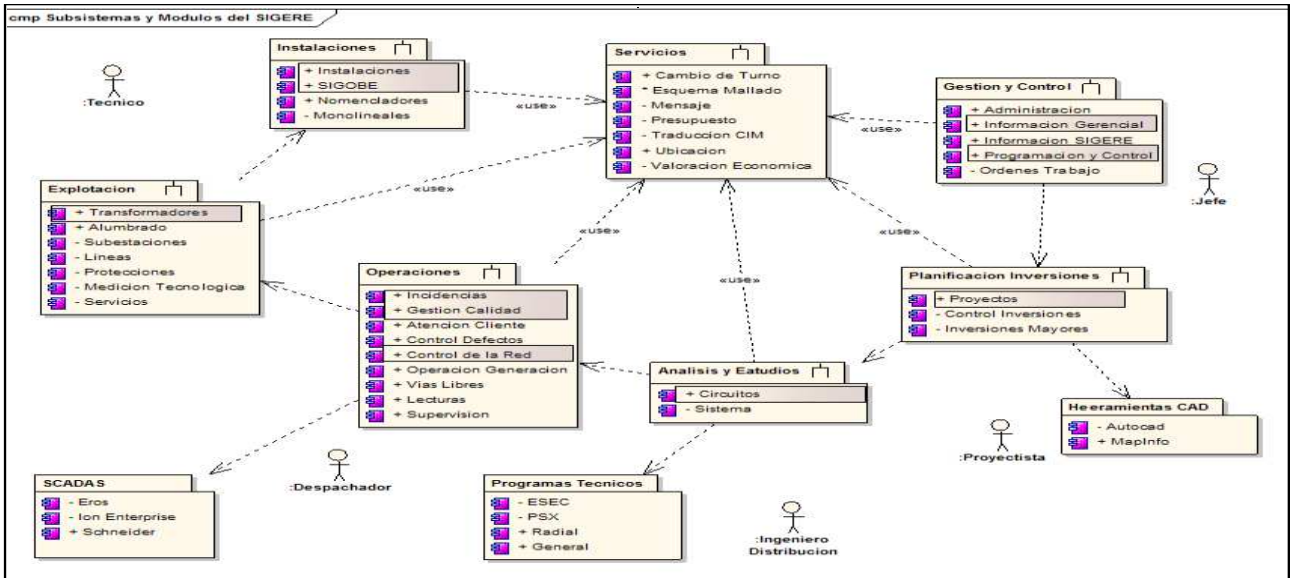 cmp Subsistemas y Modulos del SIGERE
:Tecnico
Instalaciones
+ Instalaciones
+ SIGOBE
+ Nomencladores
- Monolineales
«use»
Servicios
+ Cambio de Turno
* Esquema Mallado
- Mensaje
- Presupuesto
- Traduccion CIM
+ Ubicacion
- Valoracion Economica
«use»
Gestion y Control
+ Administracion
+ Informacion Gerencial
+ Informacion SIGERE
+ Programacion y Control
- Ordenes Trabajo
:Jefe
Explotacion
+ Transformadores
+ Alumbrado
- Subestaciones
- Lineas
- Protecciones
- Medicion Tecnologica
- Servicios
«use»
«use»
«use»
«use»
Operaciones
+ Incidencias
+ Gestion Calidad
+ Atencion Cliente
+ Control Defectos
+ Control de la Red
+ Operacion Generacion
+ Vias Libres
+ Lecturas
+ Supervision
Planificacion Inversiones
+ Proyectos
- Control Inversiones
- Inversiones Mayores
Analisis y Eatudios
+ Circuitos
- Sistema
Heeramientas CAD
- Autocad
+ MapInfo
:Proyectista
:Despachador
SCADAS
- Eros
- Ion Enterprise
+ Schneider
Programas Tecnicos
- ESEC
- PSX
+ Radial
+ General
:Ingeniero
Distribucion